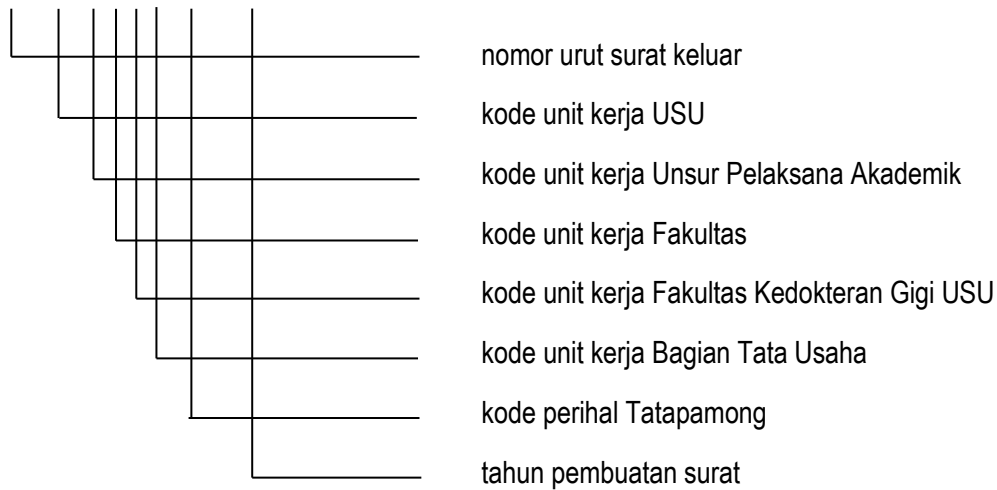 nomor urut surat keluar
kode unit kerja USU
kode unit kerja Unsur Pelaksana Akademik
kode unit kerja Fakultas
kode unit kerja Fakultas Kedokteran Gigi USU
kode unit kerja Bagian Tata Usaha
kode perihal Tatapamong
tahun pembuatan surat